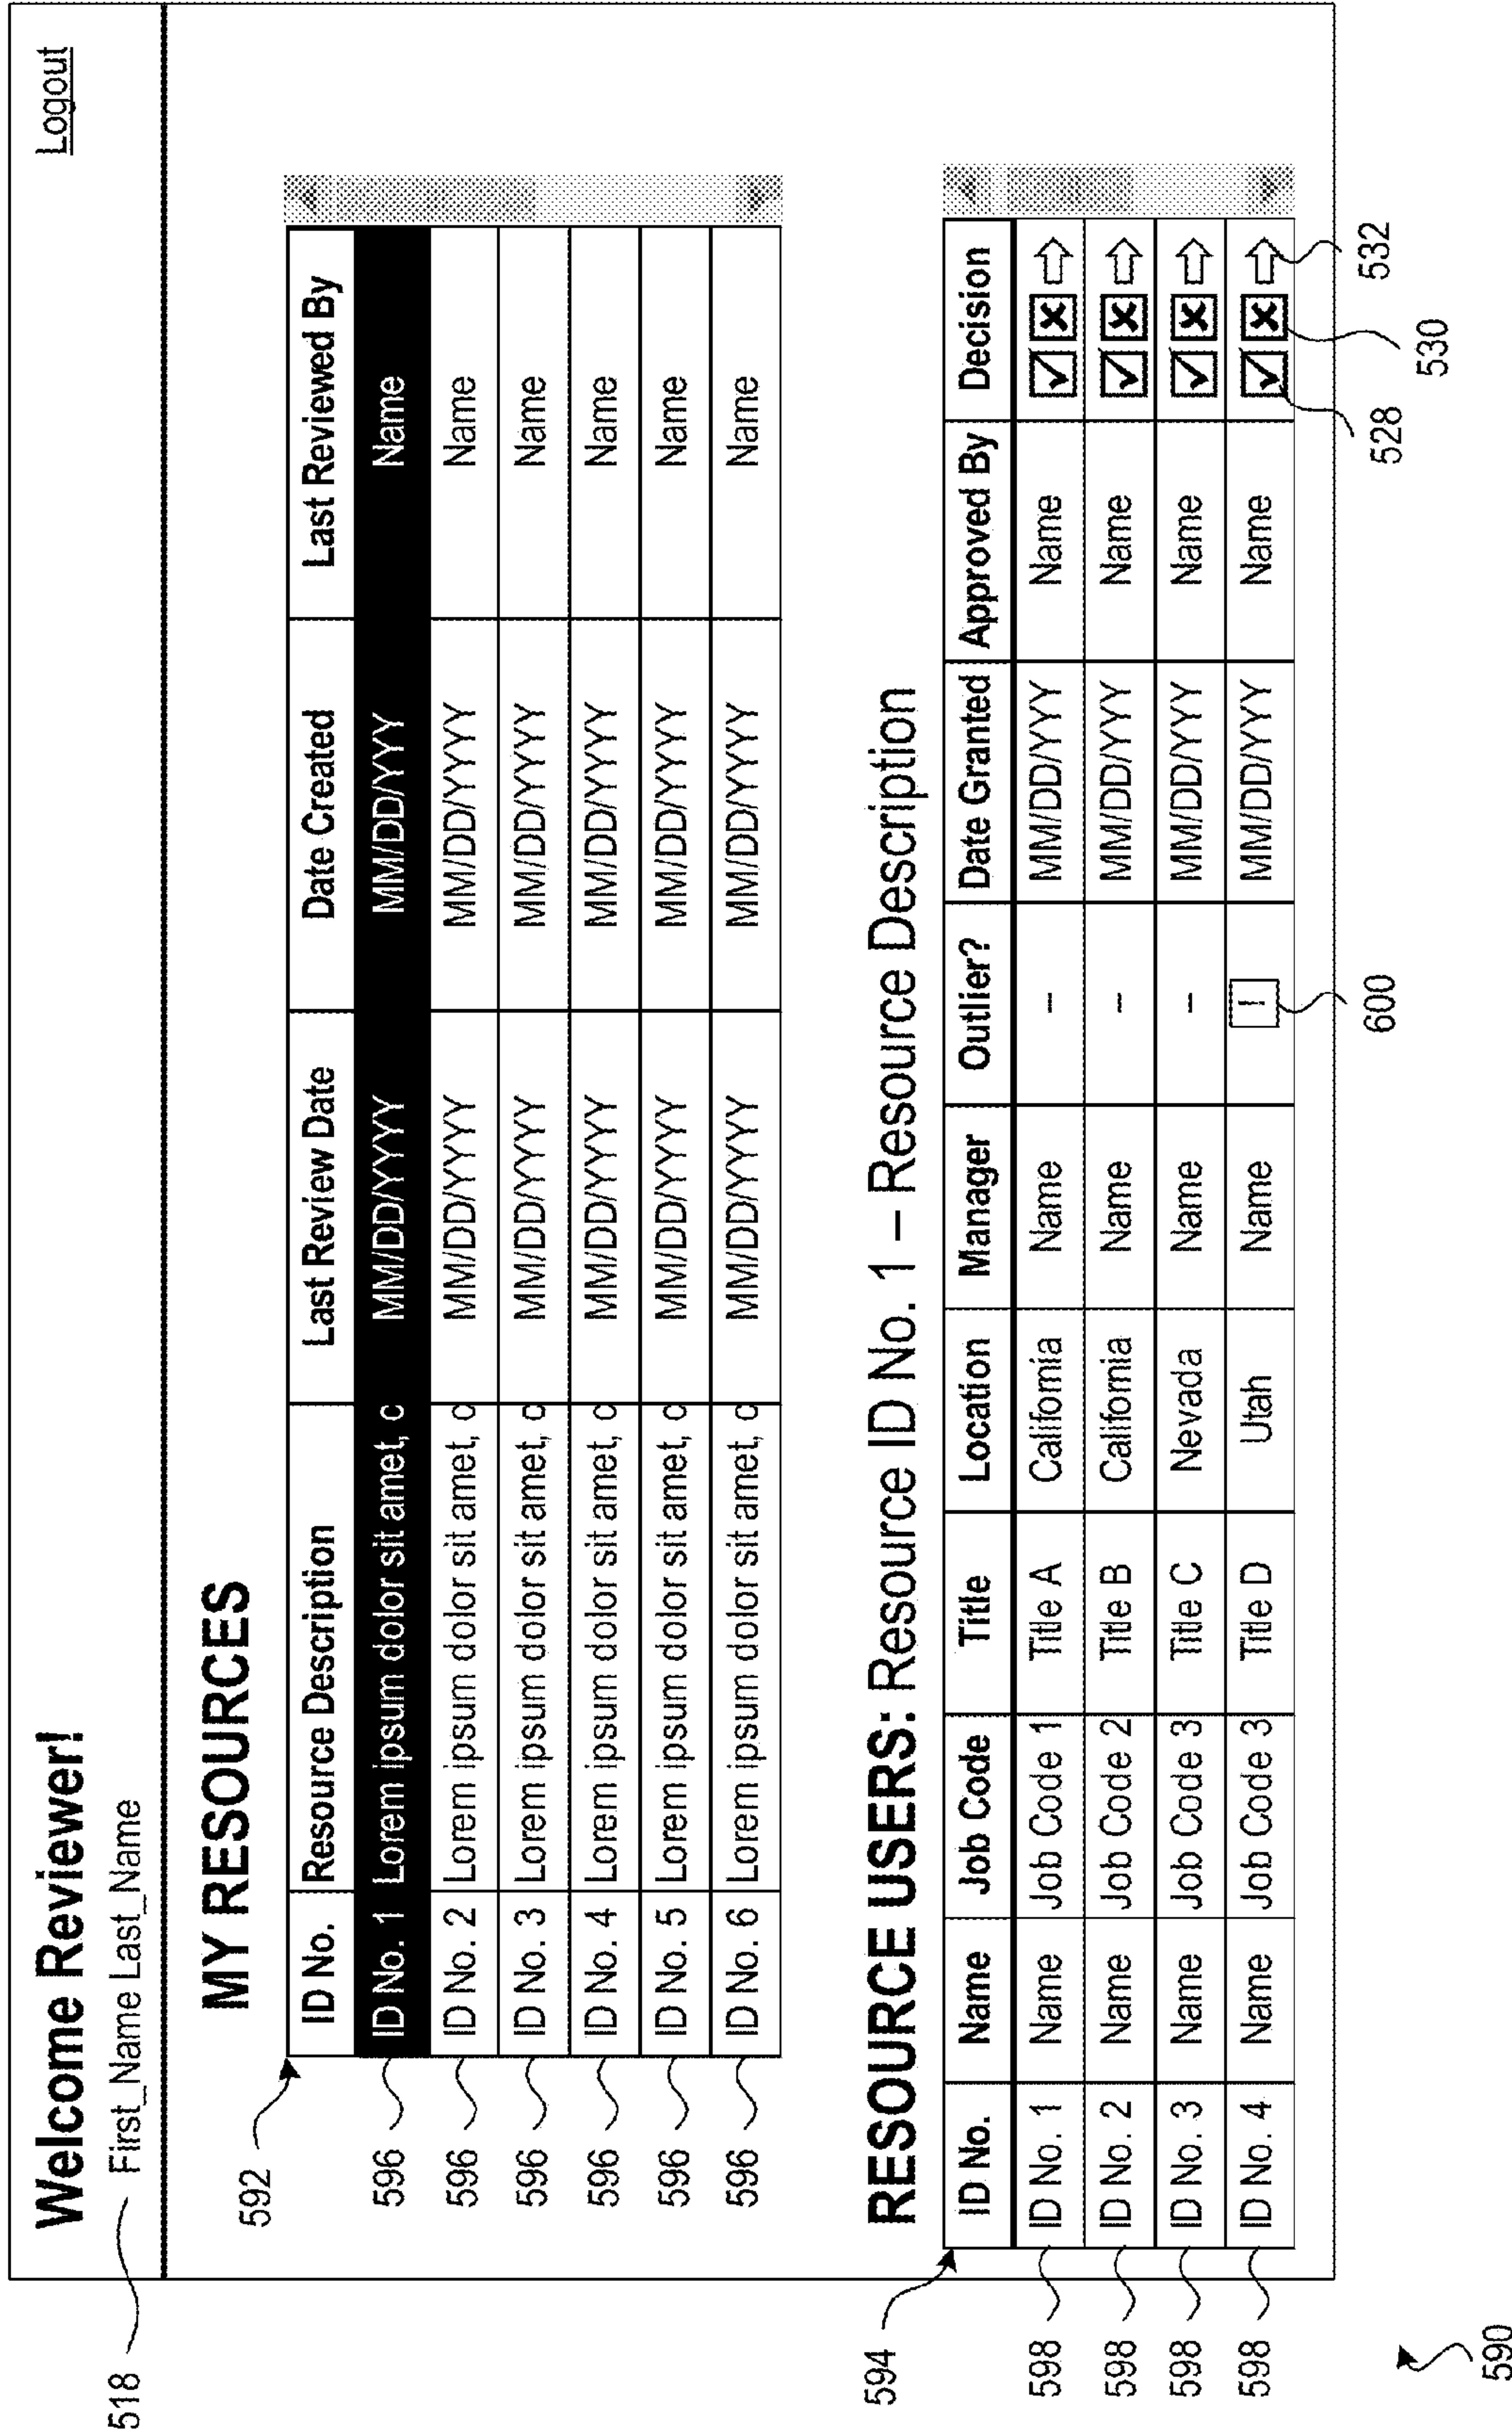 Welcome Reviewer!
Logout
518 First_Name Last_Name
MY RESOURCES
592
ID No. Resource Description Last Review Date Date Created Last Reviewed By
596 ID No. 1 Lorem ipsum dolor sit amet, c MM/DD/YYYY MM/DD/YYY Name
596 ID No. 2 Lorem ipsum dolor sit amet, c MM/DD/YYYY MM/DD/YYYY Name
596 ID No. 3 Lorem ipsum dolor sit amet, c MM/DD/YYYY MM/DD/YYYY Name
596 ID No. 4 Lorem ipsum dolor sit amet, c MM/DD/YYYY MM/DD/YYYY Name
596 ID No. 5 Lorem ipsum dolor sit amet, c MM/DD/YYYY MM/DD/YYYY Name
596 ID No. 6 Lorem ipsum dolor sit amet, c MM/DD/YYYY MM/DD/YYYY Name
594
RESOURCE USERS: Resource ID No. 1 – Resource Description
ID No. Name Job Code Title Location Manager Outlier? Date Granted Approved By Decision
598 ID No. 1 Name Job Code 1 Title A California Name -- MM/DD/YYY Name
598 ID No. 2 Name Job Code 2 Title B California Name -- MM/DD/YYY Name
598 ID No. 3 Name Job Code 3 Title C Nevada Name -- MM/DD/YYY Name
598 ID No. 4 Name Job Code 3 Title D Utah Name ! MM/DD/YYY Name
600 528 530 532
590